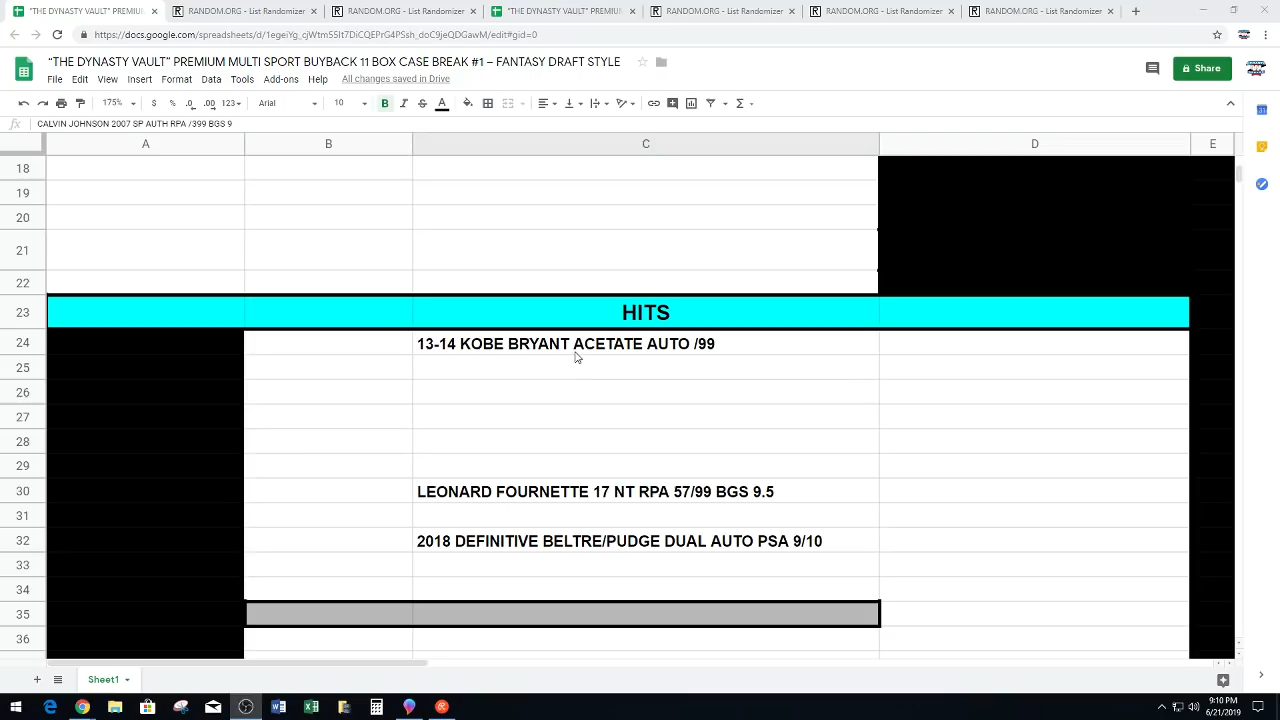 "THE DYNASTY VAULT" PREMIUM
RANDOM.ORG - List Randomizer
RANDOM.ORG - List Randomizer
"THE DYNASTY VAULT" PREMIUM
RANDOM.ORG - List Randomizer
RANDOM.ORG - List Randomizer
RANDOM.ORG - List Randomizer
“THE DYNASTY VAULT” PREMIUM MULTI SPORT BUYBACK 11 BOX CASE BREAK #1 – FANTASY DRAFT STYLE
File Edit View Insert Format Data Tools Add-ons Help All changes saved in Drive
Share
175% $ % .0 .00 123 Arial 10 B I S A
fx CALVIN JOHNSON 2007 SP AUTH RPA /399 BGS 9
A B C D E
18
19
20
21
22
23 HITS
24 13-14 KOBE BRYANT ACETATE AUTO /99
25
26
27
28
29
30 LEONARD FOURNETTE 17 NT RPA 57/99 BGS 9.5
31
32 2018 DEFINITIVE BELTRE/PUDGE DUAL AUTO PSA 9/10
33
34
35
36
Sheet1
9:10 PM
6/21/2019